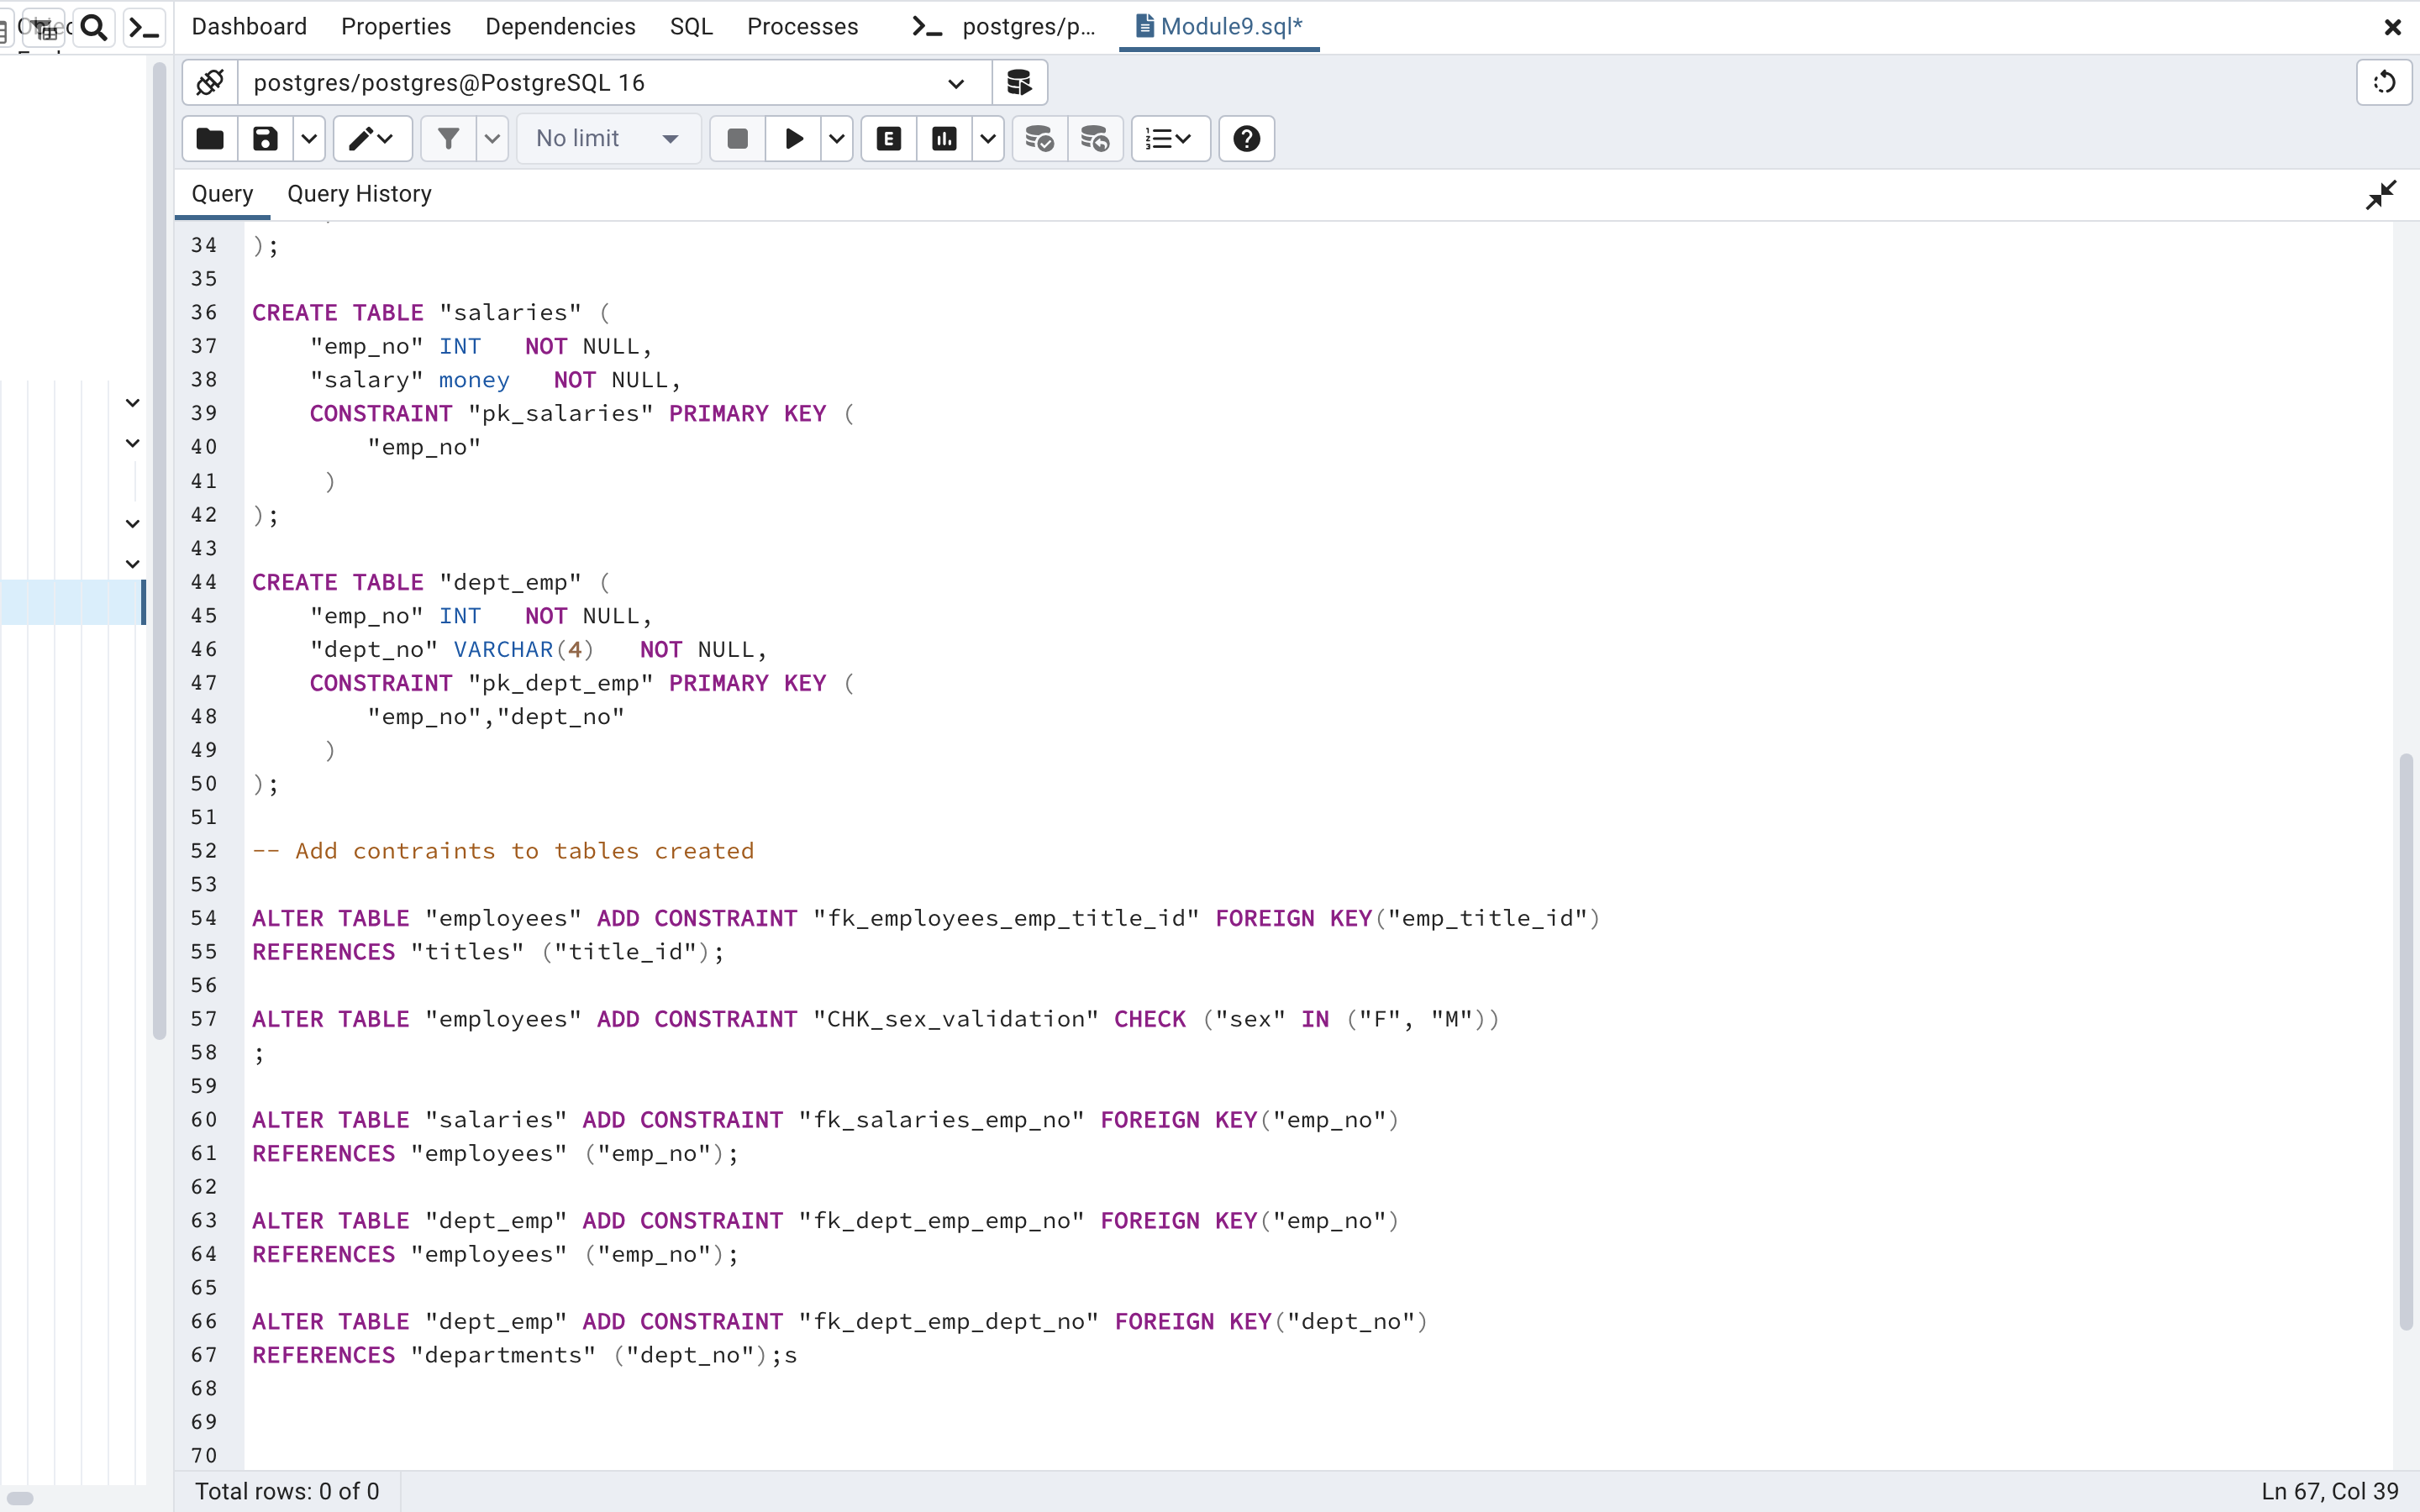 Dashboard Properties Dependencies SQL Processes postgres/p... Module9.sql*
postgres/postgres@PostgreSQL 16
No limit
E
Query Query History
34 );
35
36 CREATE TABLE "salaries" (
37     "emp_no" INT   NOT NULL,
38     "salary" money   NOT NULL,
39     CONSTRAINT "pk_salaries" PRIMARY KEY (
40         "emp_no"
41      )
42 );
43
44 CREATE TABLE "dept_emp" (
45     "emp_no" INT   NOT NULL,
46     "dept_no" VARCHAR(4)   NOT NULL,
47     CONSTRAINT "pk_dept_emp" PRIMARY KEY (
48         "emp_no","dept_no"
49      )
50 );
51
52 -- Add contraints to tables created
53
54 ALTER TABLE "employees" ADD CONSTRAINT "fk_employees_emp_title_id" FOREIGN KEY("emp_title_id")
55 REFERENCES "titles" ("title_id");
56
57 ALTER TABLE "employees" ADD CONSTRAINT "CHK_sex_validation" CHECK ("sex" IN ("F", "M"))
58 ;
59
60 ALTER TABLE "salaries" ADD CONSTRAINT "fk_salaries_emp_no" FOREIGN KEY("emp_no")
61 REFERENCES "employees" ("emp_no");
62
63 ALTER TABLE "dept_emp" ADD CONSTRAINT "fk_dept_emp_emp_no" FOREIGN KEY("emp_no")
64 REFERENCES "employees" ("emp_no");
65
66 ALTER TABLE "dept_emp" ADD CONSTRAINT "fk_dept_emp_dept_no" FOREIGN KEY("dept_no")
67 REFERENCES "departments" ("dept_no");s
68
69
70
Total rows: 0 of 0
Ln 67, Col 39